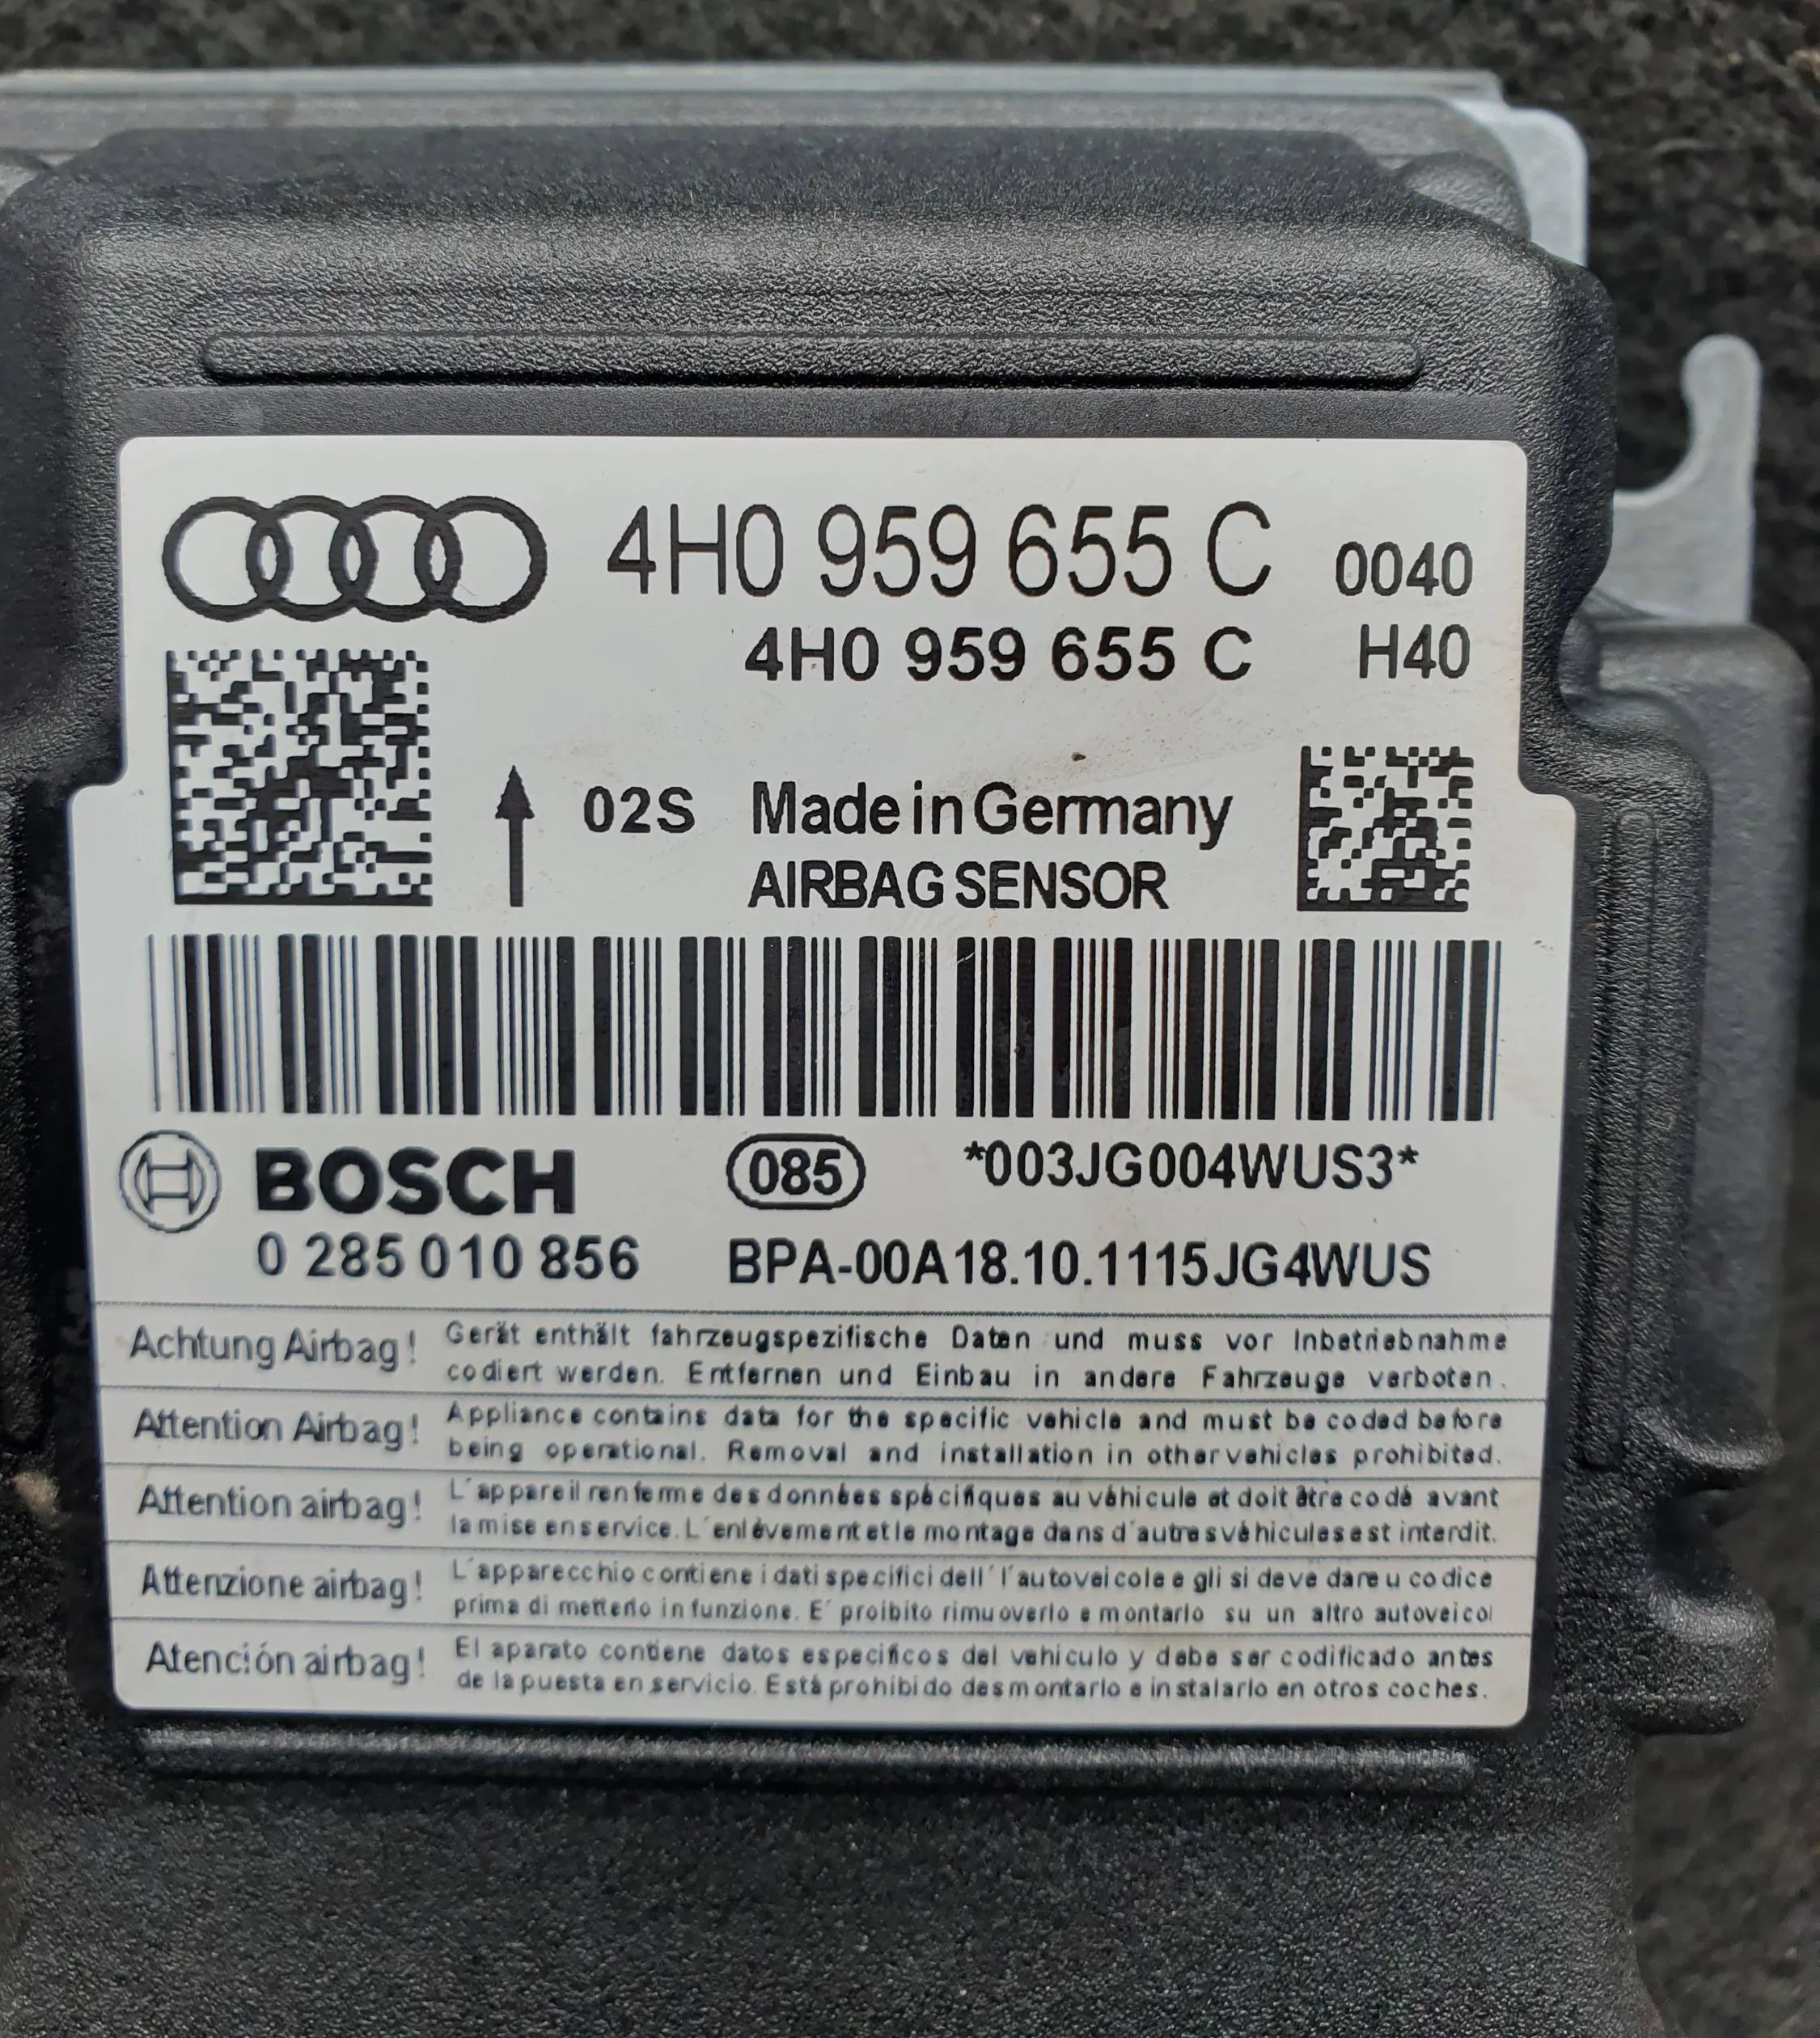 4H0 959 655 C 0040
4H0 959 655 C H40
02S Made in Germany
AIRBAG SENSOR
BOSCH 085 *003JG004WUS3*
0 285 010 856 BPA-00A18.10.1115JG4WUS
Achtung Airbag! Gerät enthält fahrzeugspezifische Daten und muss vor Inbetriebnahme
codiert werden. Entfernen und Einbau in andere Fahrzeuge verboten.
Attention Airbag! Appliance contains data for the specific vehicle and must be coded before
being operational. Removal and installation in other vehicles prohibited.
Attention airbag! L'appareil renferme des données spécifiques au véhicule et doit être codé avant
la mise en service. L'enlèvement et le montage dans d'autres véhicules est interdit.
Attenzione airbag! L'apparecchio contiene i dati specifici dell' l'autoveicole e gli si deve dare u codice
prima di metterlo in funzione. E' proibito rimuoverlo e montarlo su un altro autoveicol
Atención airbag! El aparato contiene datos especificos del vehiculo y debe ser codificado antes
de la puesta en servicio. Está prohibido desmontarlo e instalarlo en otros coches.